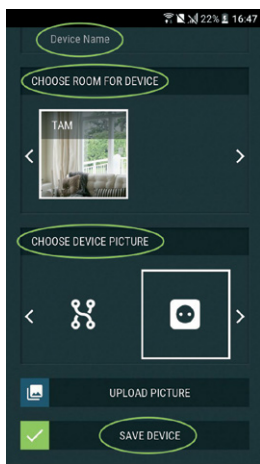 22% 16:47
Device Name
CHOOSE ROOM FOR DEVICE
TAM
CHOOSE DEVICE PICTURE
UPLOAD PICTURE
SAVE DEVICE